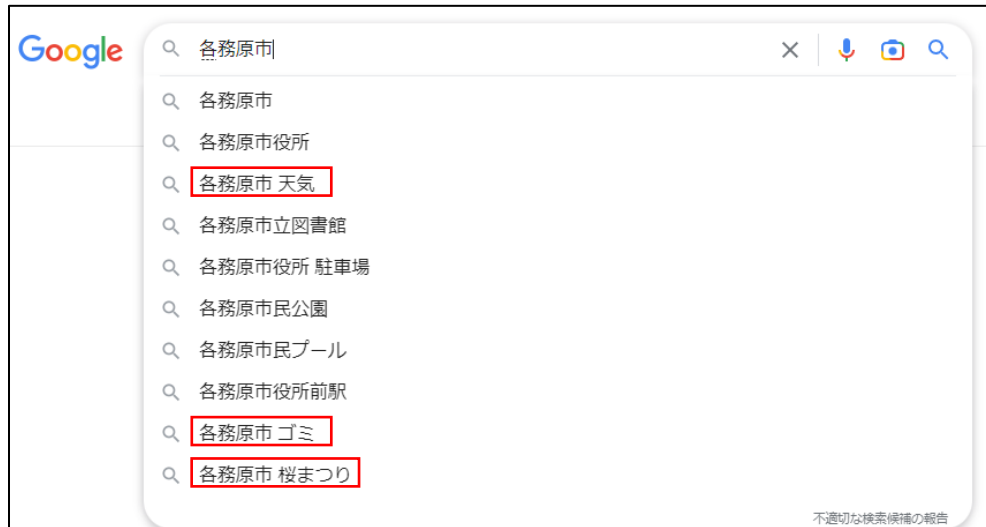 Google
各務原市
各務原市
各務原市役所
各務原市 天気
各務原市立図書館
各務原市役所 駐車場
各務原市民公園
各務原市民プール
各務原市役所前駅
各務原市 ゴミ
各務原市 桜まつり
不適切な検索候補の報告